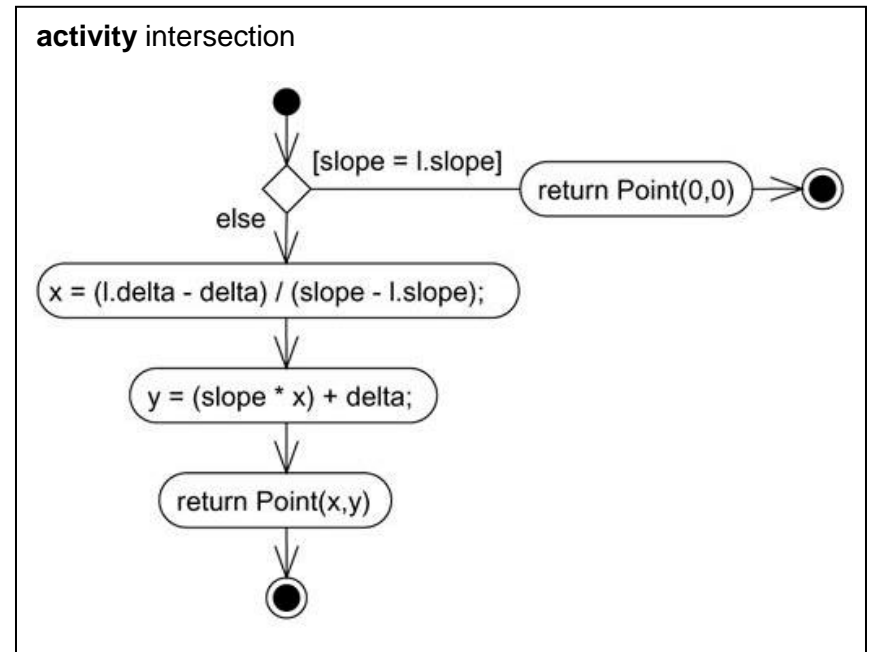 activity intersection
[slope = l.slope]
return Point(0,0)
else
x = (l.delta - delta) / (slope - l.slope);
y = (slope * x) + delta;
return Point(x,y)